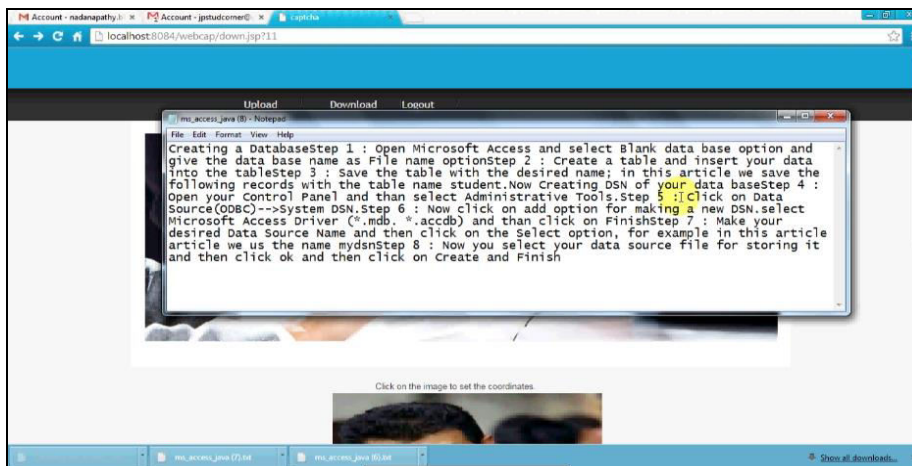 Account - nadanapathy.b
Account - jpstudcorner@
captcha
localhost:8084/webcap/down.jsp?11
Upload Download Logout
ms_access_java (8) - Notepad
File Edit Format View Help
Creating a DatabaseStep 1 : Open Microsoft Access and select Blank data base option and
give the data base name as File name optionStep 2 : Create a table and insert your data
into the tableStep 3 : Save the table with the desired name; in this article we save the
following records with the table name student.Now Creating DSN of your data baseStep 4 :
Open your Control Panel and than select Administrative Tools.Step 5 : Click on Data
Source(ODBC)-->System DSN.Step 6 : Now click on add option for making a new DSN.select
Microsoft Access Driver (*.mdb. *.accdb) and than click on FinishStep 7 : Make your
desired Data Source Name and then click on the Select option, for example in this article
article we us the name mydsnStep 8 : Now you select your data source file for storing it
and then click ok and then click on Create and Finish
Click on the image to set the coordinates.
ms_access_java (7).txt
ms_access_java (6).txt
Show all downloads...